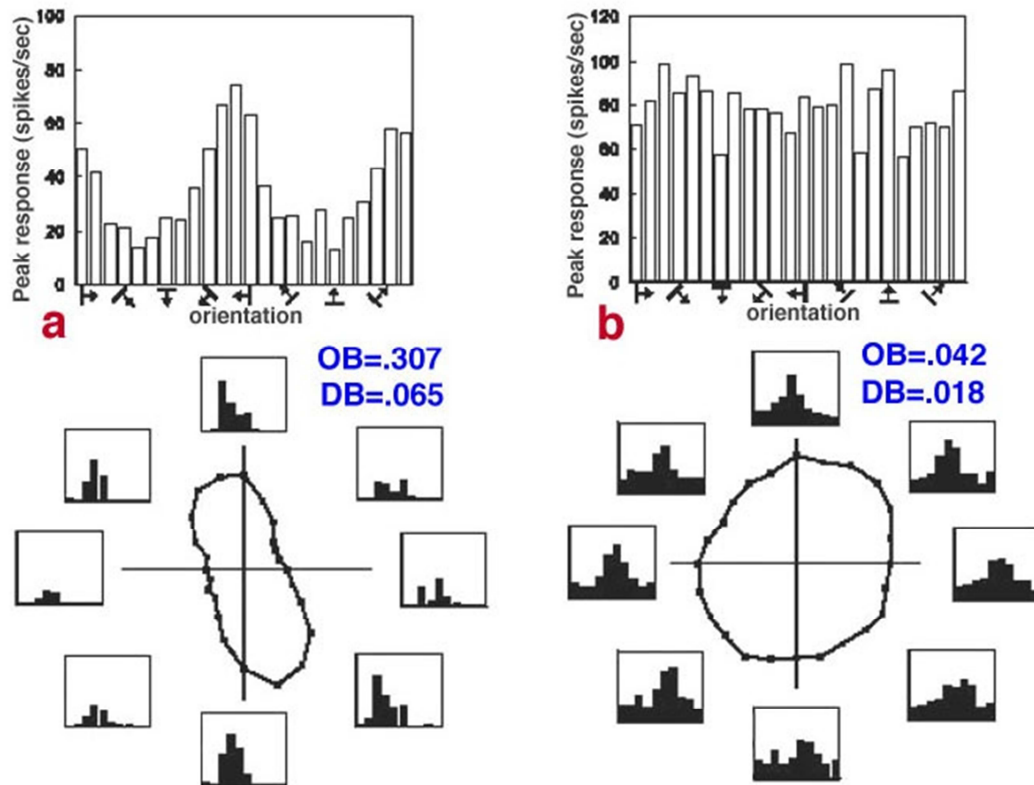 Peak response (spikes/sec)
100
80
60
40
20
0
orientation
a
OB=.307
DB=.065
Peak response (spikes/sec)
120
100
80
60
40
20
0
orientation
b
OB=.042
DB=.018